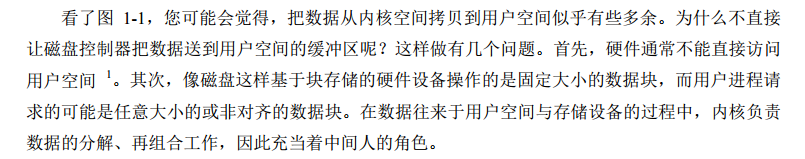 看了图 1-1，您可能会觉得，把数据从内核空间拷贝到用户空间似乎有些多余。为什么不直接
让磁盘控制器把数据送到用户空间的缓冲区呢？这样做有几个问题。首先，硬件通常不能直接访问
用户空间 1。其次，像磁盘这样基于块存储的硬件设备操作的是固定大小的数据块，而用户进程请
求的可能是任意大小的或非对齐的数据块。在数据往来于用户空间与存储设备的过程中，内核负责
数据的分解、再组合工作，因此充当着中间人的角色。